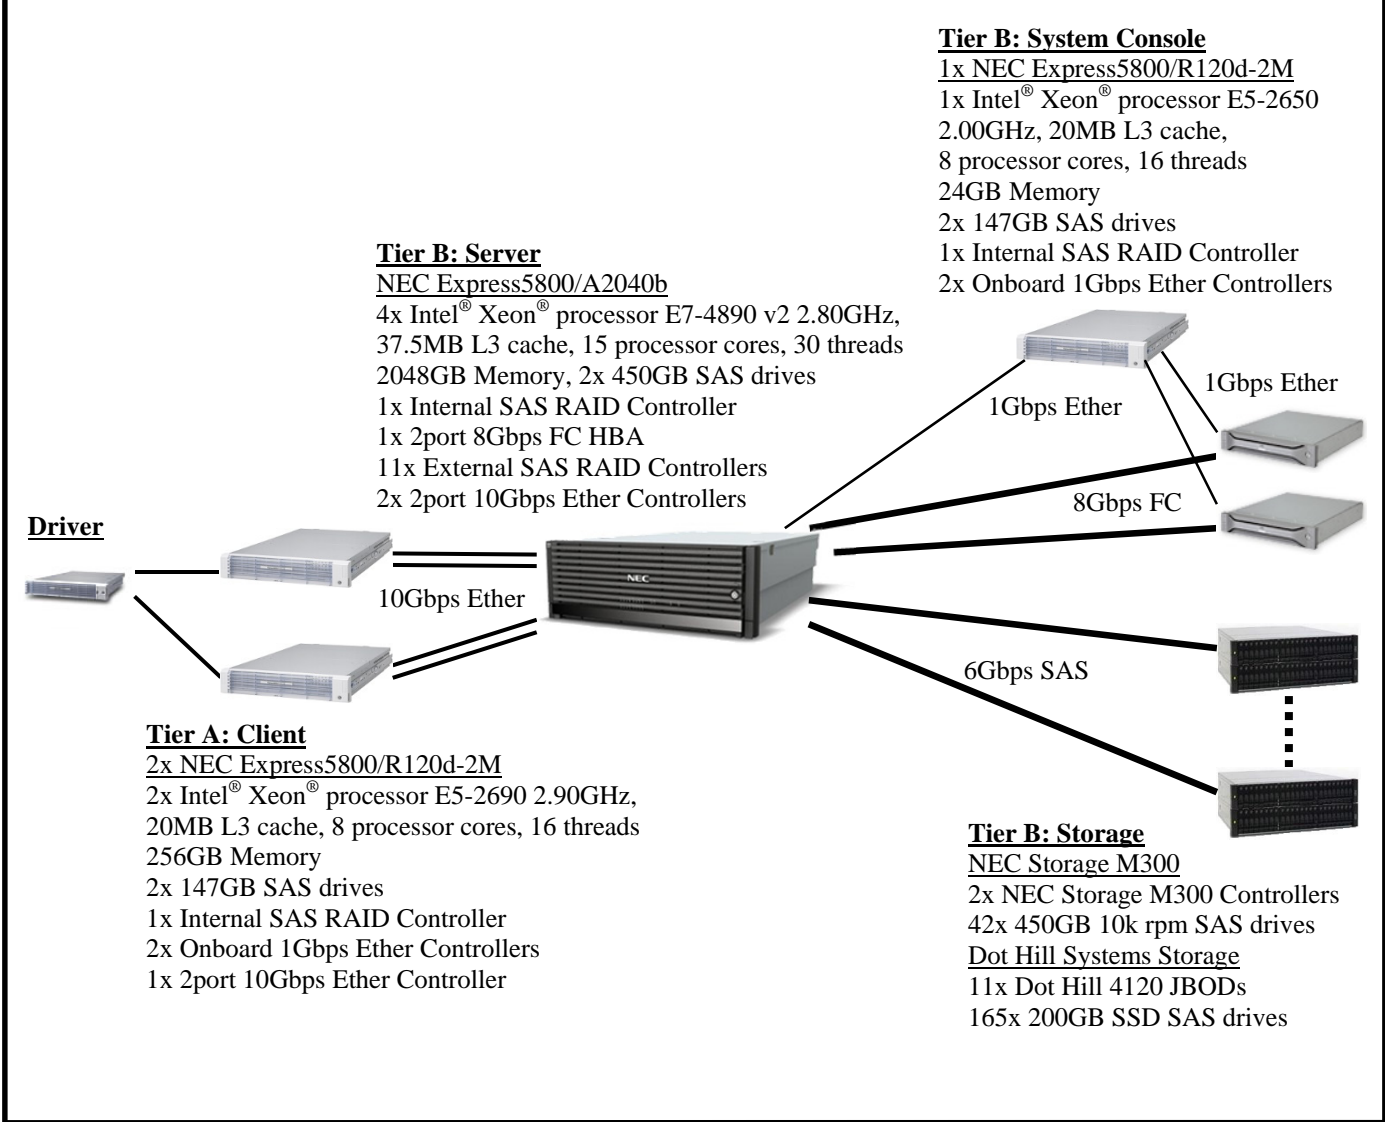 Tier B: System Console
1x NEC Express5800/R120d-2M
1x Intel® Xeon® processor E5-2650
2.00GHz, 20MB L3 cache,
8 processor cores, 16 threads
24GB Memory
2x 147GB SAS drives
1x Internal SAS RAID Controller
2x Onboard 1Gbps Ether Controllers
Tier B: Server
NEC Express5800/A2040b
4x Intel® Xeon® processor E7-4890 v2 2.80GHz,
37.5MB L3 cache, 15 processor cores, 30 threads
2048GB Memory, 2x 450GB SAS drives
1x Internal SAS RAID Controller
1x 2port 8Gbps FC HBA
11x External SAS RAID Controllers
2x 2port 10Gbps Ether Controllers
1Gbps Ether
1Gbps Ether
8Gbps FC
Driver
NEC
10Gbps Ether
6Gbps SAS
Tier A: Client
2x NEC Express5800/R120d-2M
2x Intel® Xeon® processor E5-2690 2.90GHz,
20MB L3 cache, 8 processor cores, 16 threads
256GB Memory
2x 147GB SAS drives
1x Internal SAS RAID Controller
2x Onboard 1Gbps Ether Controllers
1x 2port 10Gbps Ether Controller
Tier B: Storage
NEC Storage M300
2x NEC Storage M300 Controllers
42x 450GB 10k rpm SAS drives
Dot Hill Systems Storage
11x Dot Hill 4120 JBODs
165x 200GB SSD SAS drives